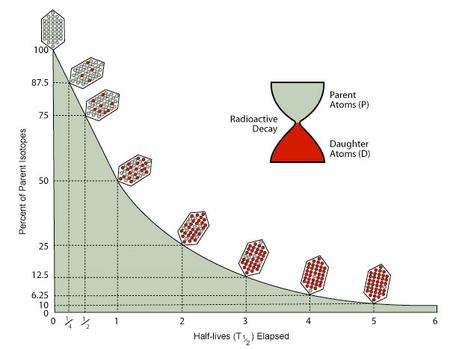 100
87.5
75
50
25
12.5
6.25
10
0
Percent of Parent Isotopes
0
1/4
1/2
1
2
3
4
5
6
Half-lives (T 1/2) Elapsed
Radioactive
Decay
Parent
Atoms (P)
Daughter
Atoms (D)